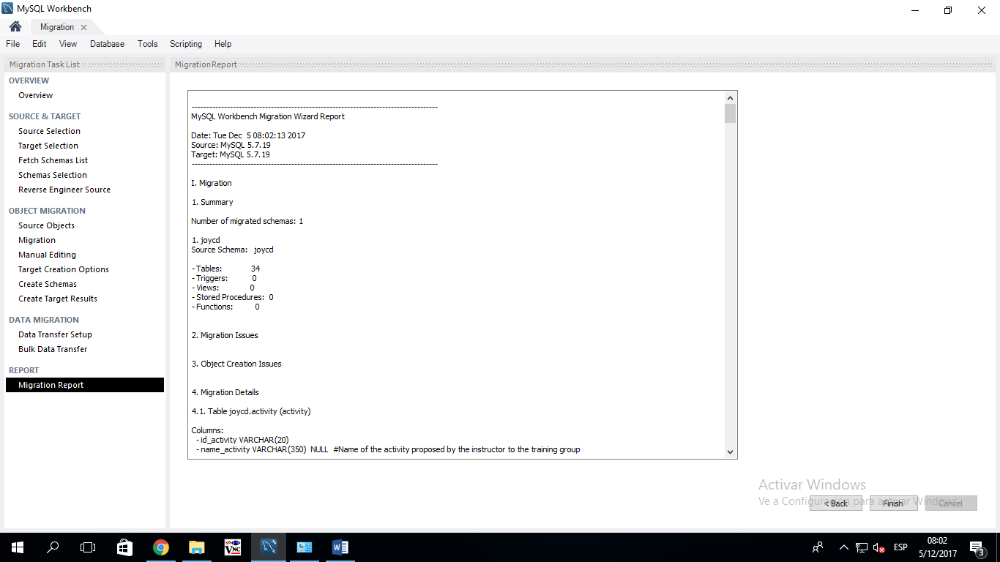 MySQL Workbench
Migration
File Edit View Database Tools Scripting Help
Migration Task List
OVERVIEW
Overview
SOURCE & TARGET
Source Selection
Target Selection
Fetch Schemas List
Schemas Selection
Reverse Engineer Source
OBJECT MIGRATION
Source Objects
Migration
Manual Editing
Target Creation Options
Create Schemas
Create Target Results
DATA MIGRATION
Data Transfer Setup
Bulk Data Transfer
REPORT
Migration Report
Migration Report
------------------------------------------------------------------------------------
MySQL Workbench Migration Wizard Report
Date: Tue Dec  5 08:02:13 2017
Source: MySQL 5.7.19
Target: MySQL 5.7.19
------------------------------------------------------------------------------------
I. Migration
1. Summary
Number of migrated schemas: 1
1. joycd
Source Schema:   joycd
- Tables:             34
- Triggers:           0
- Views:              0
- Stored Procedures:  0
- Functions:          0
2. Migration Issues
3. Object Creation Issues
4. Migration Details
4.1. Table joycd.activity (activity)
Columns:
- id_activity VARCHAR(20)
- name_activity VARCHAR(350)  NULL   #Name of the activity proposed by the instructor to the training group
Activar Windows
Ve a Configuración para activar Windows.
< Back Finish Cancel
VNC
ESP
08:02
5/12/2017
3